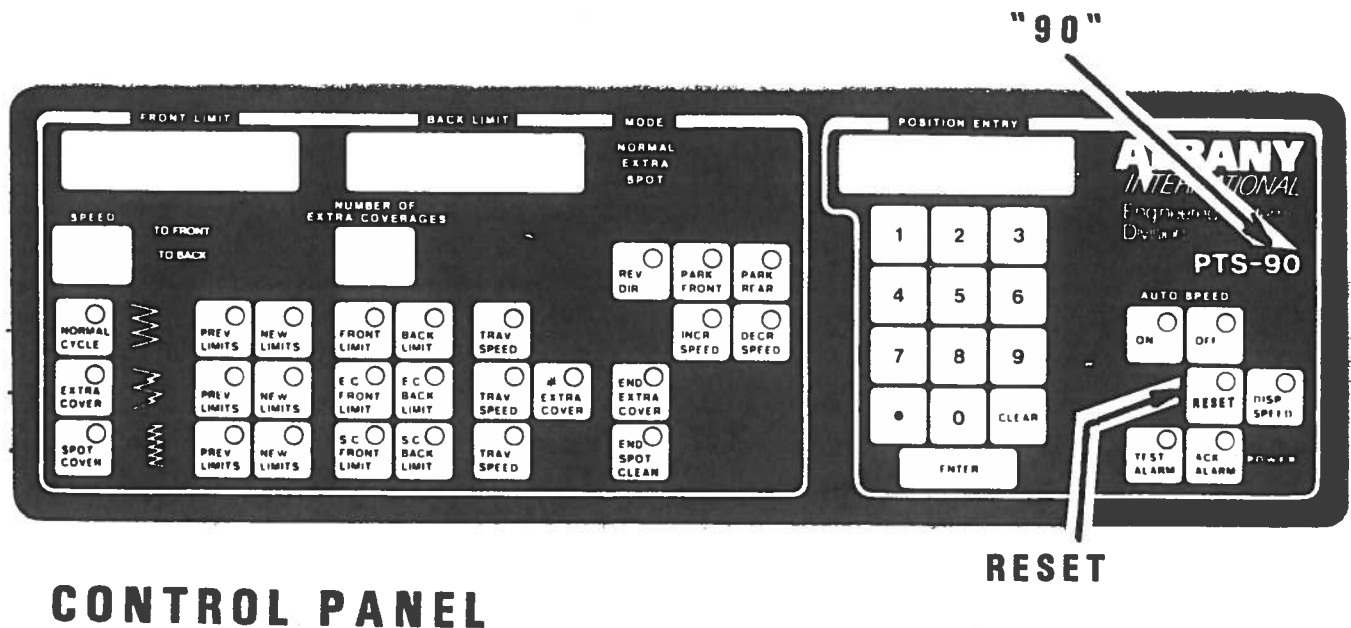 "90"
FRONT LIMIT
BACK LIMIT
MODE
NORMAL
EXTRA
SPOT
SPEED
TO FRONT
TO BACK
NUMBER OF
EXTRA COVERAGES
REV
DIR
PARK
FRONT
PARK
REAR
INCR
SPEED
DECR
SPEED
NORMAL
CYCLE
PREV
LIMITS
NEW
LIMITS
FRONT
LIMIT
BACK
LIMIT
TRAV
SPEED
EXTRA
COVER
PREV
LIMITS
NEW
LIMITS
E C
FRONT
LIMIT
E C
BACK
LIMIT
TRAV
SPEED
#
EXTRA
COVER
END
EXTRA
COVER
SPOT
COVER
PREV
LIMITS
NEW
LIMITS
S C
FRONT
LIMIT
S C
BACK
LIMIT
TRAV
SPEED
END
SPOT
CLEAN
POSITION ENTRY
ALBANY
INTERNATIONAL
Engineered
Division
PTS-90
1 2 3
4 5 6
7 8 9
• 0 CLEAR
ENTER
AUTO SPEED
ON
OFF
RESET
DISP
SPEED
TEST
ALARM
ACK
ALARM
POWER
RESET
CONTROL PANEL